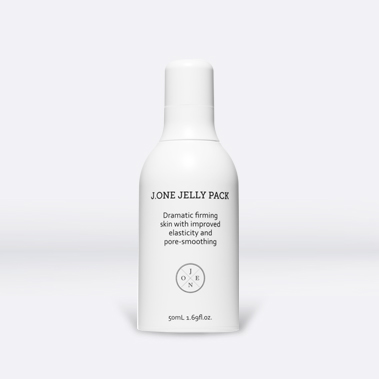 J.ONE JELLY PACK
Dramatic firming
skin with improved
elasticity and
pore-smoothing
J
O E
N
50mL 1.69fl.oz.